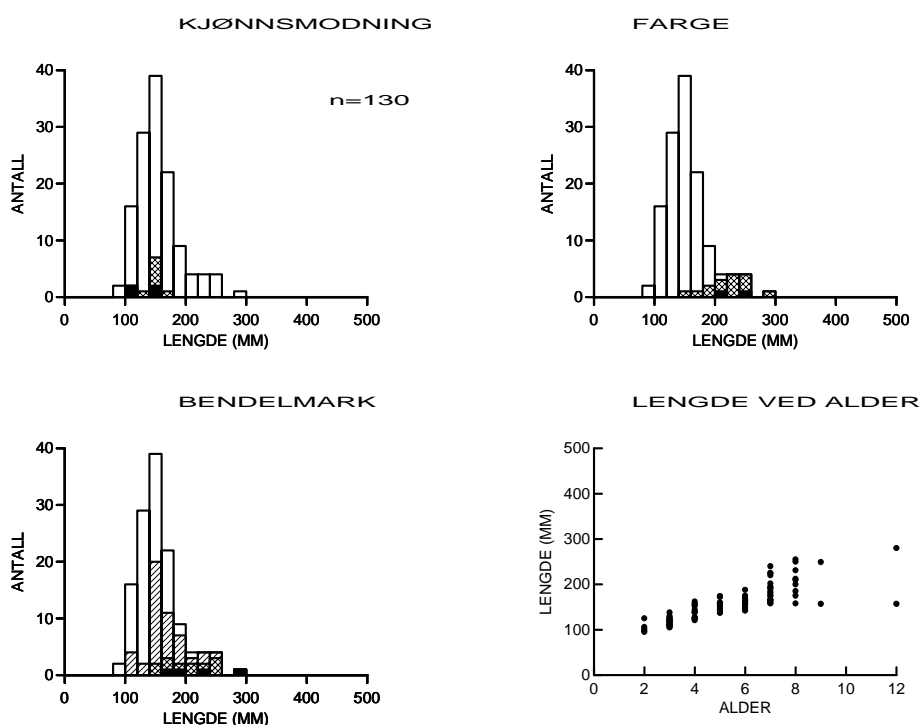 KJØNNSMODNING
n=130
ANTALL
40
30
20
10
0
0 100 200 300 400 500
LENGDE (MM)
FARGE
ANTALL
40
30
20
10
0
0 100 200 300 400 500
LENGDE (MM)
BENDELMARK
ANTALL
40
30
20
10
0
0 100 200 300 400 500
LENGDE (MM)
LENGDE VED ALDER
LENGDE (MM)
500
400
300
200
100
0
0 2 4 6 8 10 12
ALDER